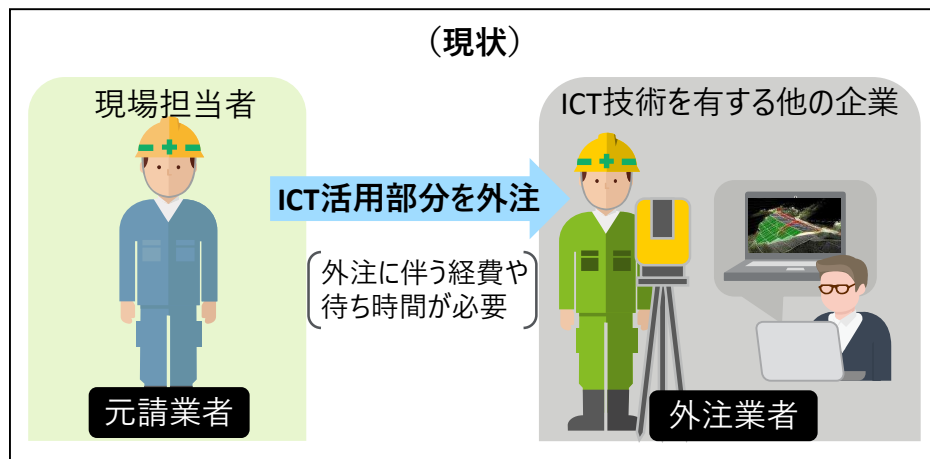 （現状）
現場担当者
ICT技術を有する他の企業
ICT活用部分を外注
外注に伴う経費や
待ち時間が必要
元請業者
外注業者